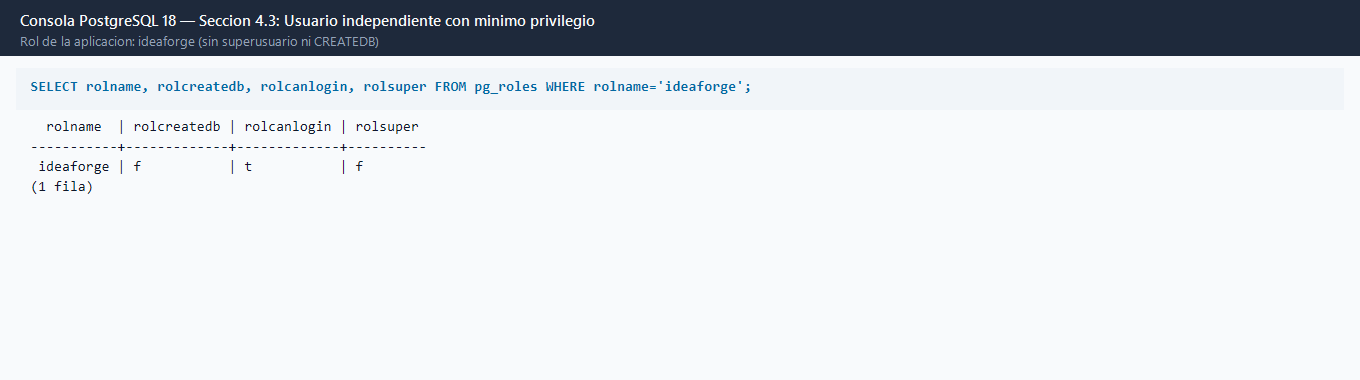 Consola PostgreSQL 18 — Seccion 4.3: Usuario independiente con minimo privilegio
Rol de la aplicacion: ideaforge (sin superusuario ni CREATEDB)
SELECT rolname, rolcreatedb, rolcanlogin, rolsuper FROM pg_roles WHERE rolname='ideaforge';
  rolname  | rolcreatedb | rolcanlogin | rolsuper
-----------+-------------+-------------+----------
 ideaforge | f           | t           | f
(1 fila)